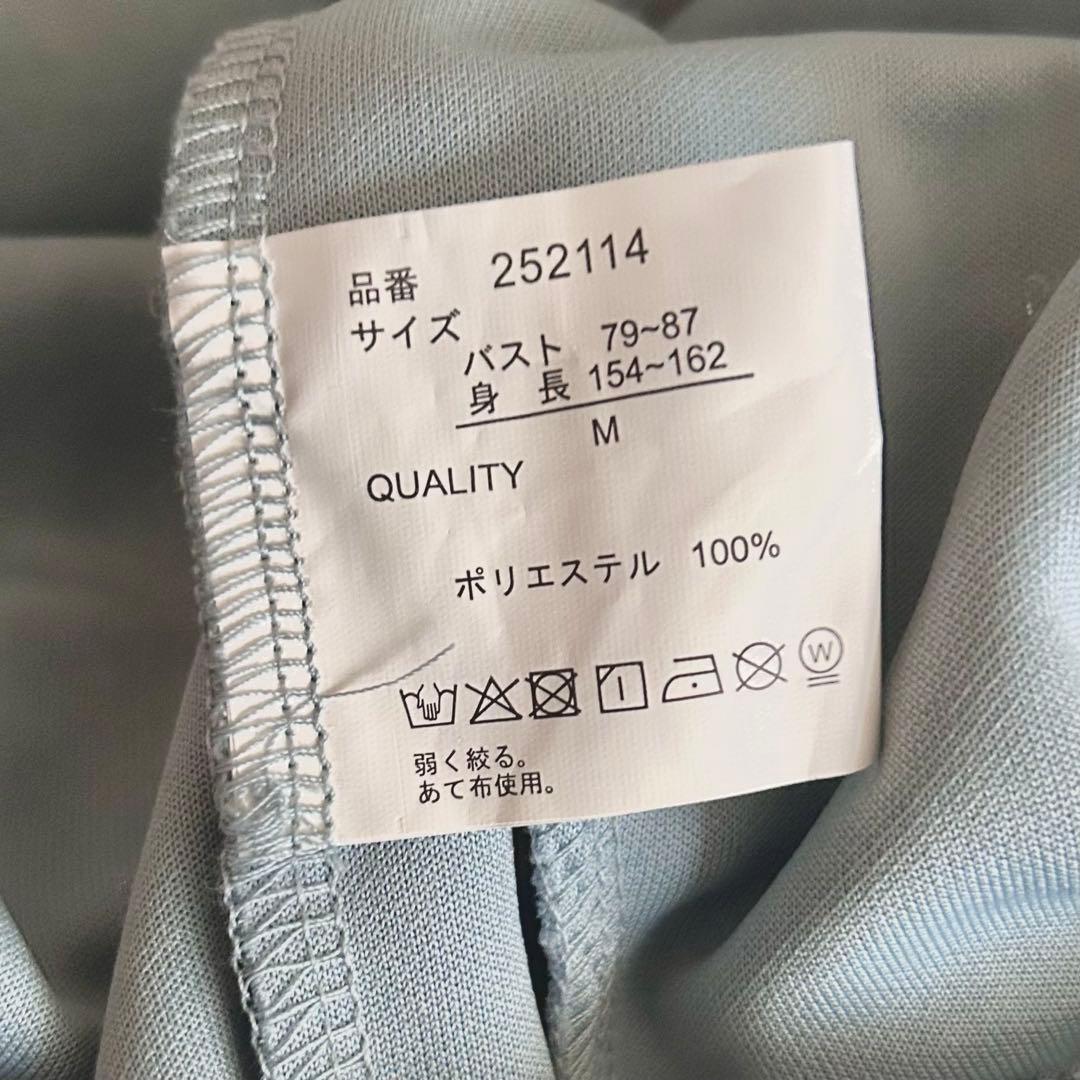 品番 252114
サイズ
バスト 79~87
身 長 154~162
M
QUALITY
ポリエステル 100%
W
弱く絞る。
あて布使用。